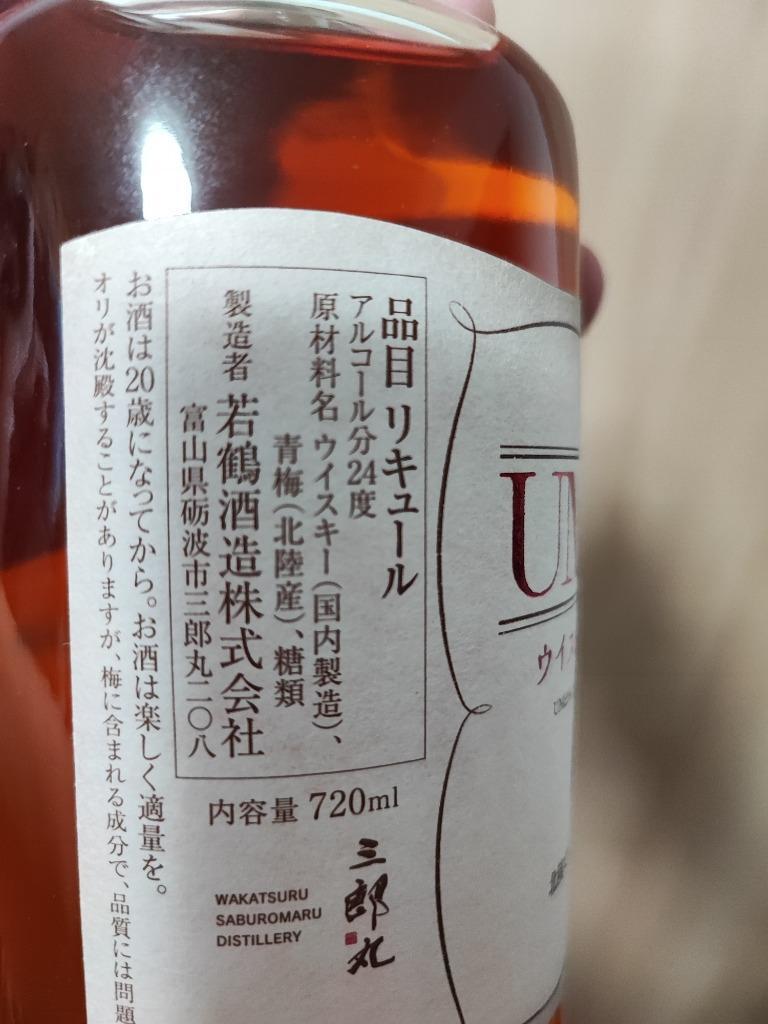 品目 リキュール
アルコール分24度
原材料名 ウイスキー(国内製造)、
青梅(北陸産)、糖類
製造者 若鶴酒造株式会社
富山県砺波市三郎丸二〇八
お酒は20歳になってから。お酒は楽しく適量を。
オリが沈殿することがありますが、梅に含まれる成分で、品質には問題
内容量 720ml
WAKATSURU
SABUROMARU
DISTILLERY
三郎丸
UM
ウイス